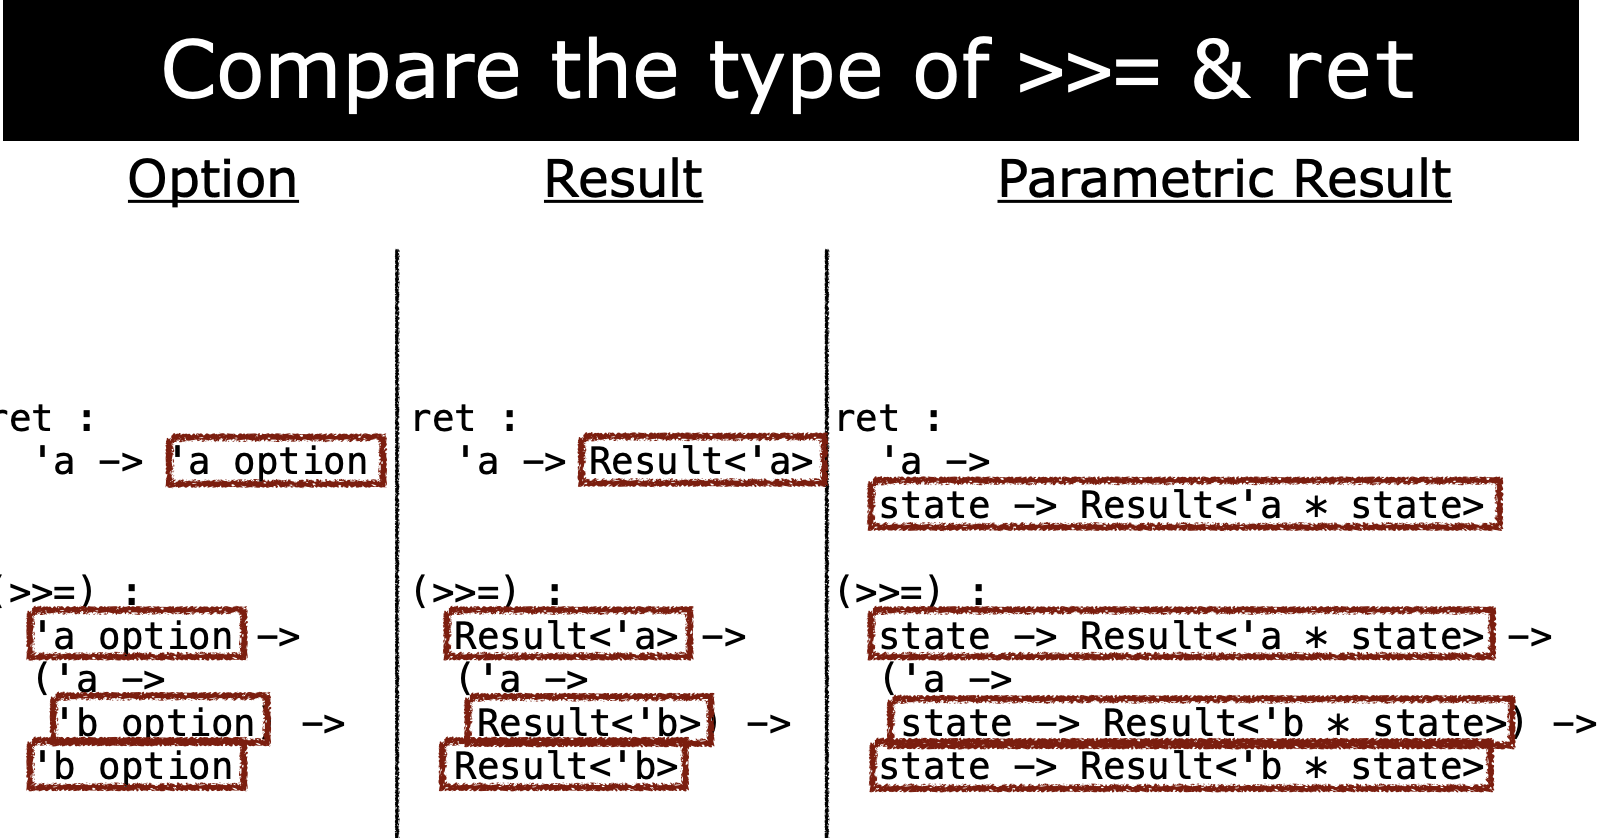 Compare the type of >>= & ret
Option
ret :
'a -> 'a option
(>>=) :
'a option ->
('a ->
'b option ->
'b option
Result
ret :
'a -> Result<'a>
(>>=) :
Result<'a> ->
('a ->
Result<'b>) ->
Result<'b>
Parametric Result
ret :
'a ->
state -> Result<'a * state>
(>>=) :
state -> Result<'a * state> ->
('a ->
state -> Result<'b * state>) ->
state -> Result<'b * state>